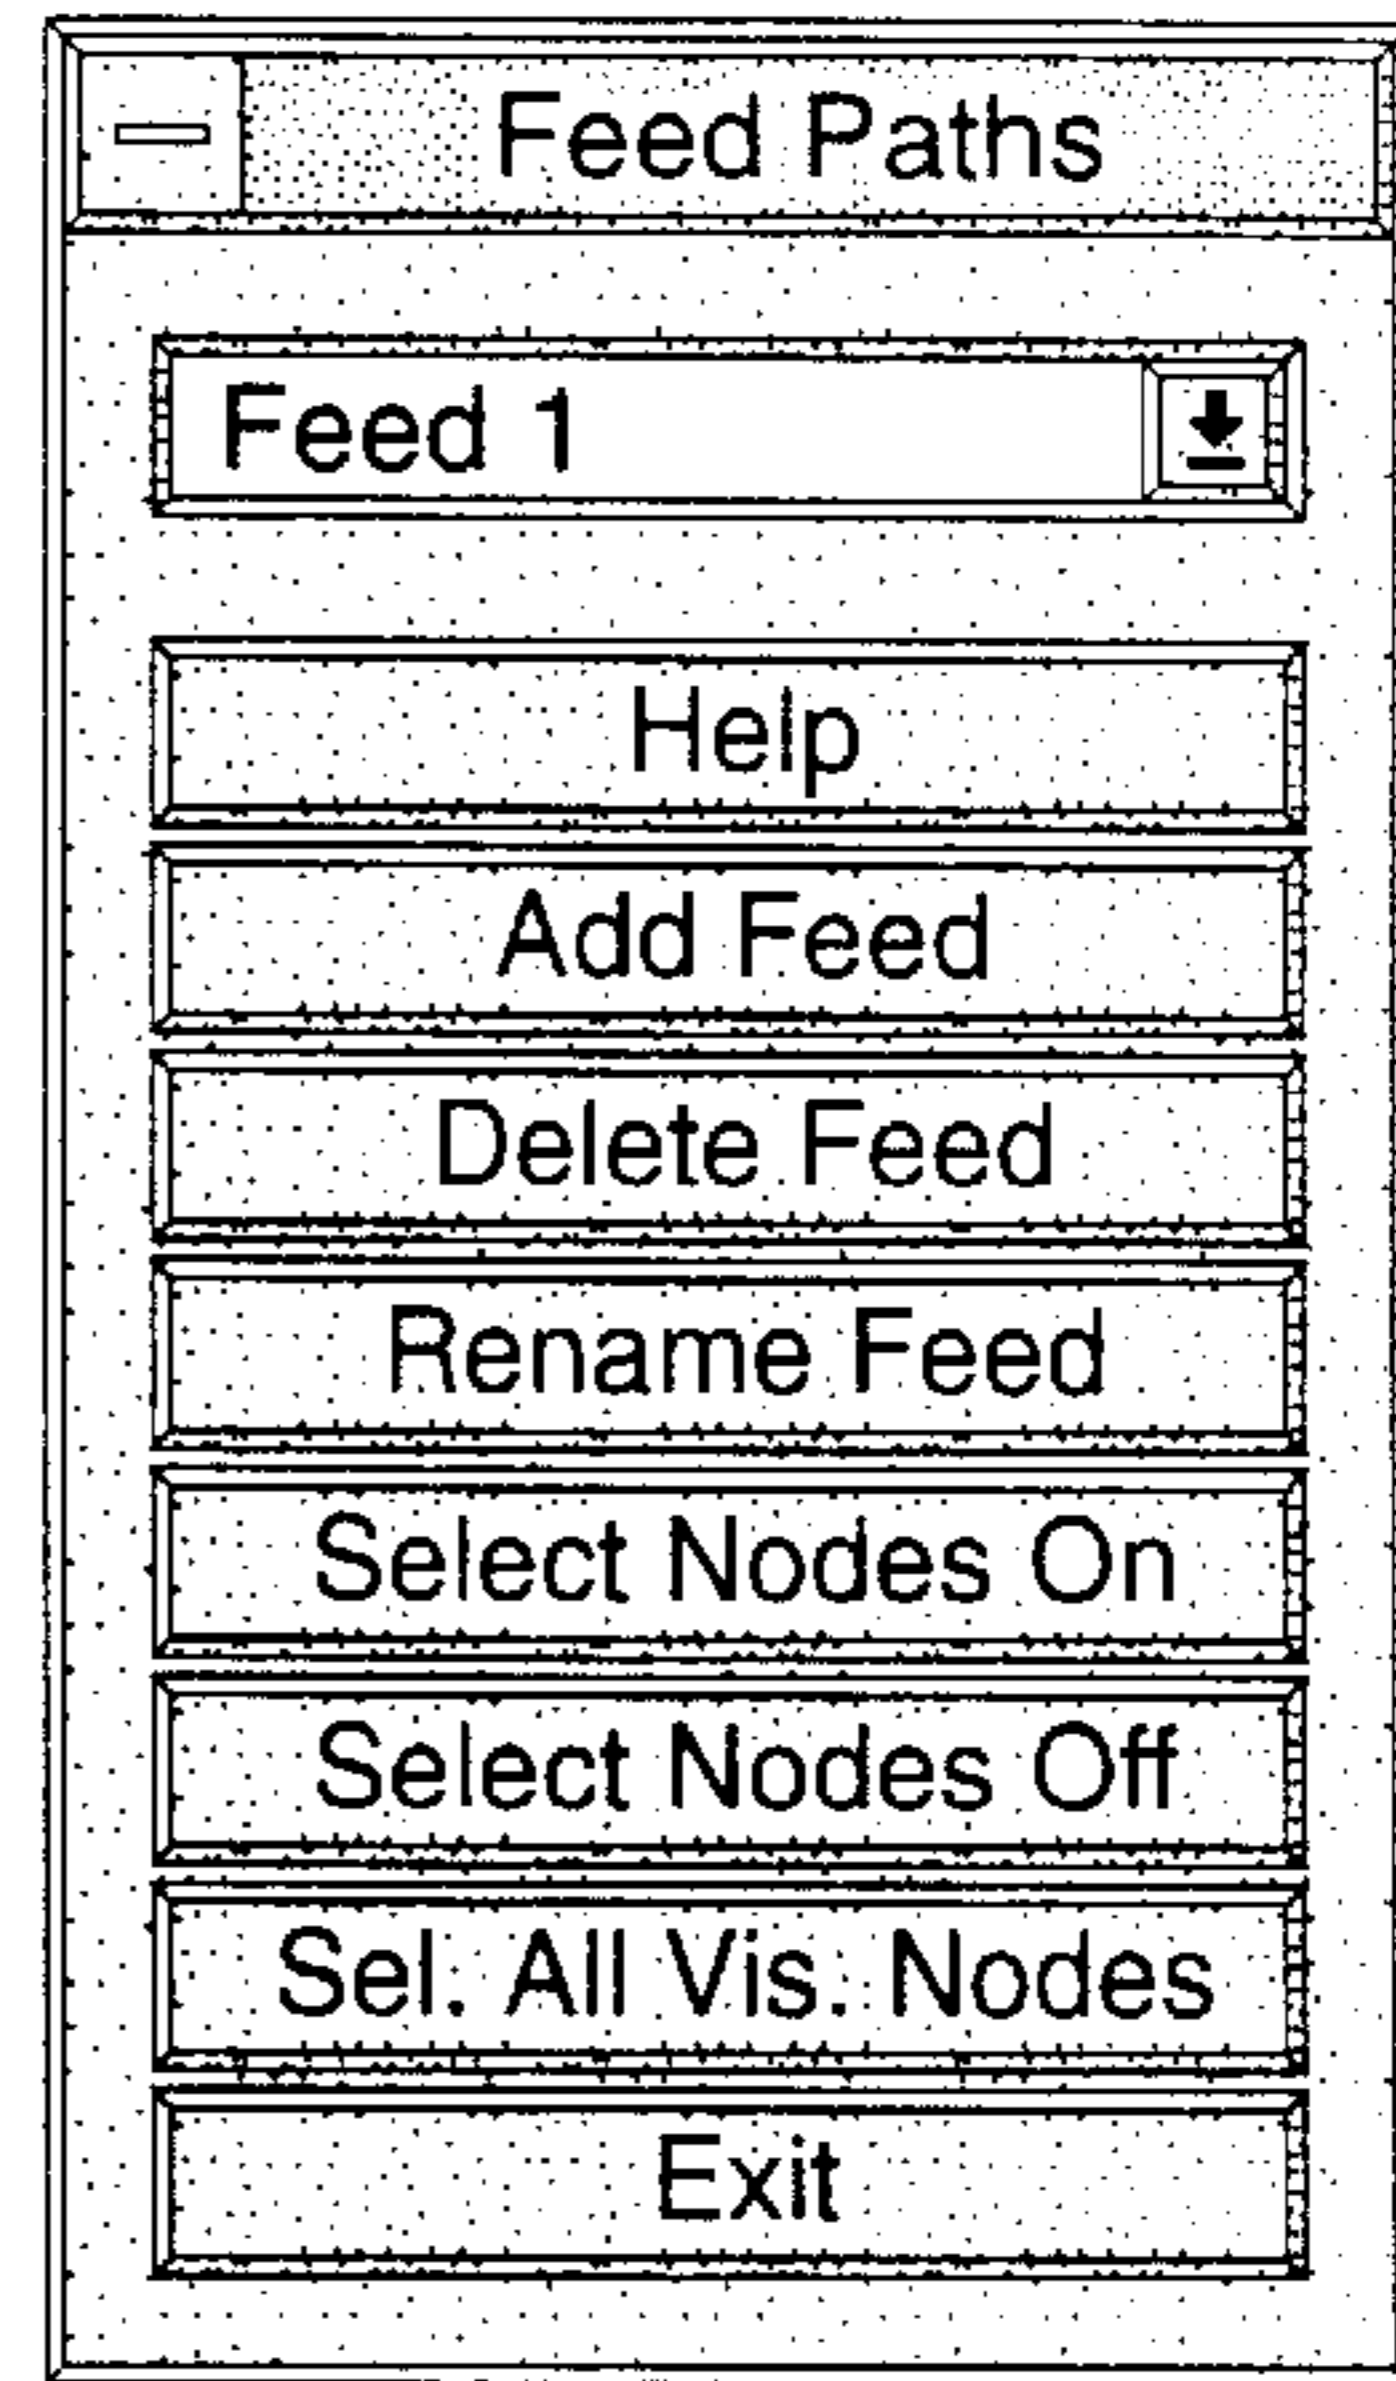 Feed Paths
Feed 1
Help
Add Feed
Delete Feed
Rename Feed
Select Nodes On
Select Nodes Off
Sel. All Vis. Nodes
Exit